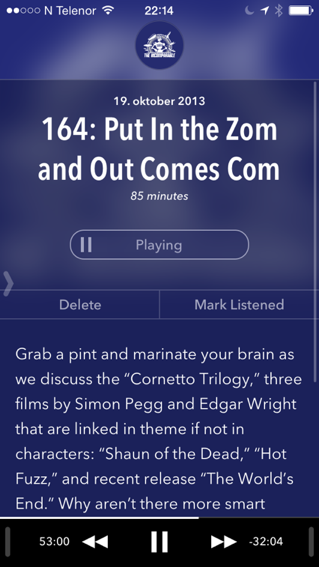 N Telenor 22:14
THE INCOMPARABLE
19. oktober 2013
164: Put In the Zom
and Out Comes Com
85 minutes
Playing
Delete Mark Listened
Grab a pint and marinate your brain as
we discuss the “Cornetto Trilogy,” three
films by Simon Pegg and Edgar Wright
that are linked in theme if not in
characters: “Shaun of the Dead,” “Hot
Fuzz,” and recent release “The World’s
End.” Why aren’t there more smart
53:00 -32:04